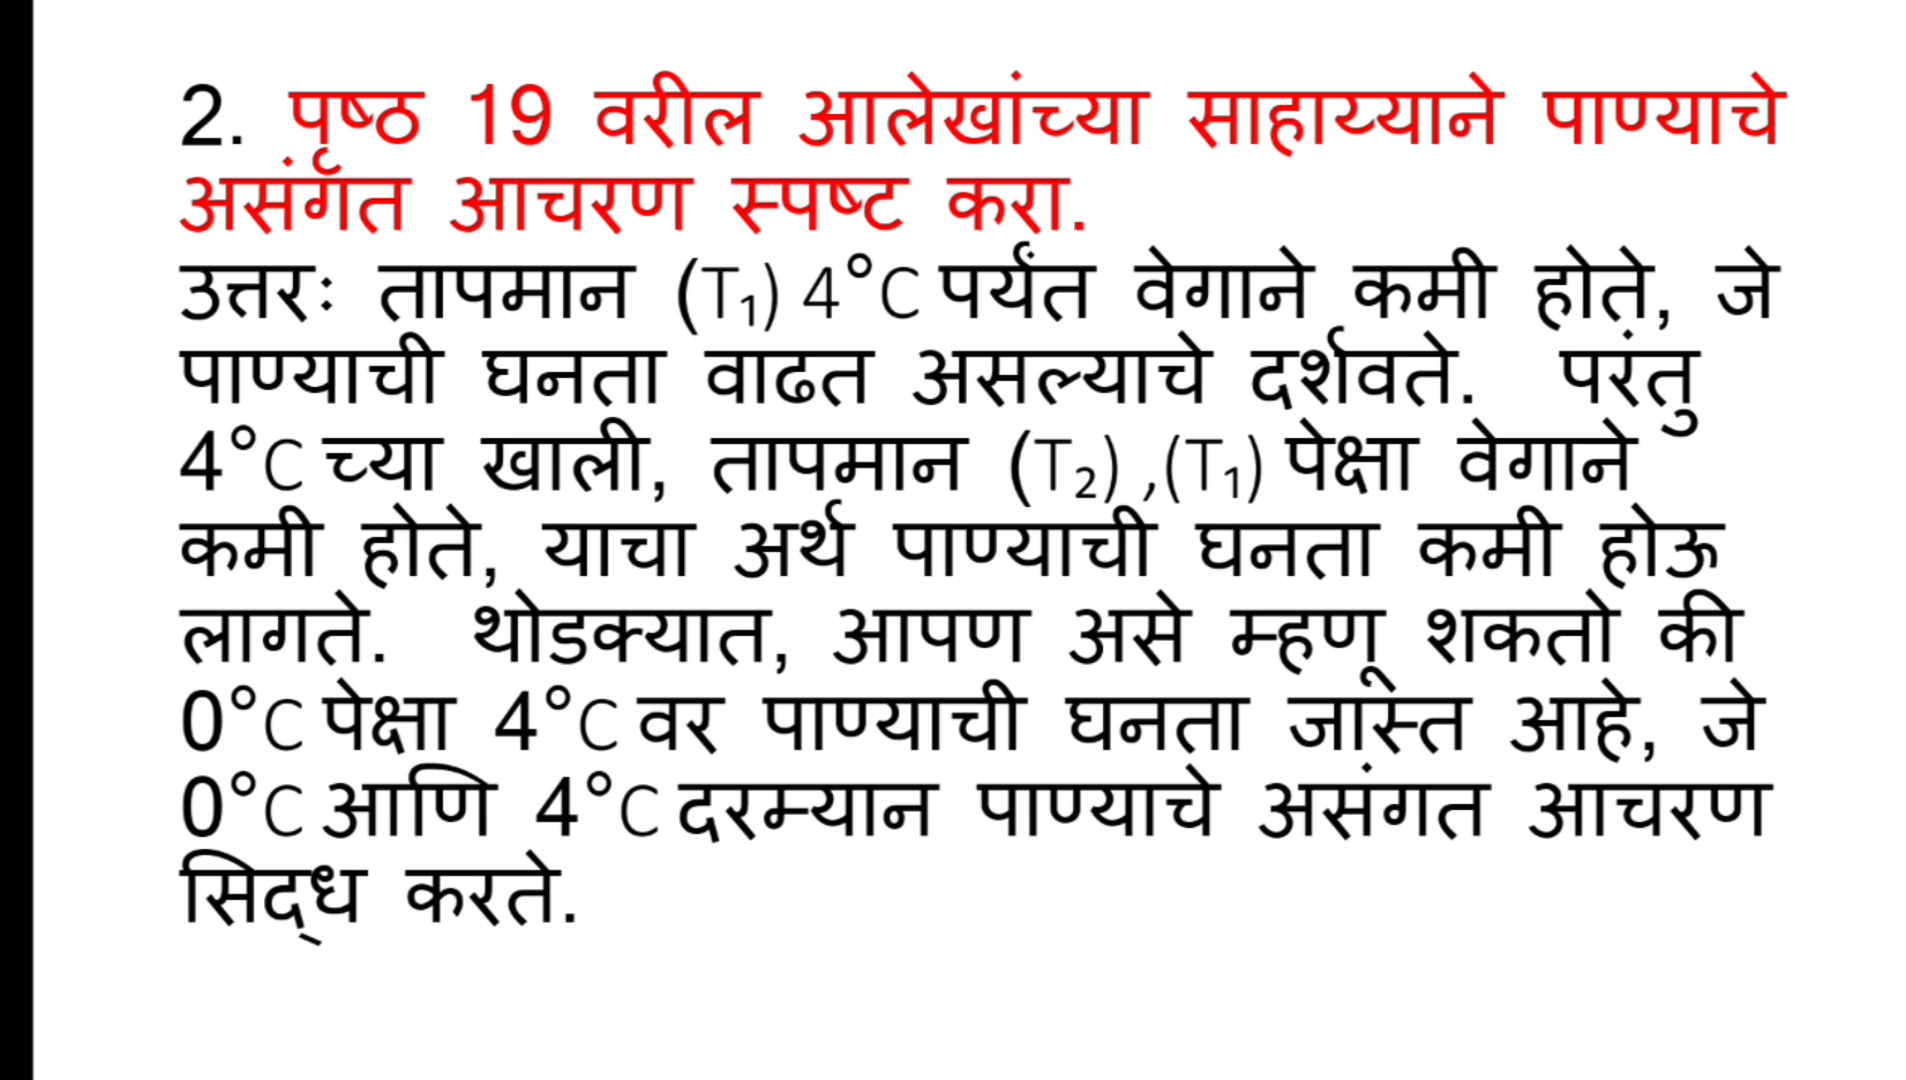 2. पृष्ठ 19 वरील आलेखांच्या साहाय्याने पाण्याचे
असंगत आचरण स्पष्ट करा.
उत्तरः तापमान (T₁) 4°C पर्यंत वेगाने कमी होते, जे
पाण्याची घनता वाढत असल्याचे दर्शवते. परंतु
4°C च्या खाली, तापमान (T₂) ,(T₁) पेक्षा वेगाने
कमी होते, याचा अर्थ पाण्याची घनता कमी होऊ
लागते. थोडक्यात, आपण असे म्हणू शकतो की
0°C पेक्षा 4°C वर पाण्याची घनता जास्त आहे, जे
0°C आणि 4°C दरम्यान पाण्याचे असंगत आचरण
सिद्ध करते.